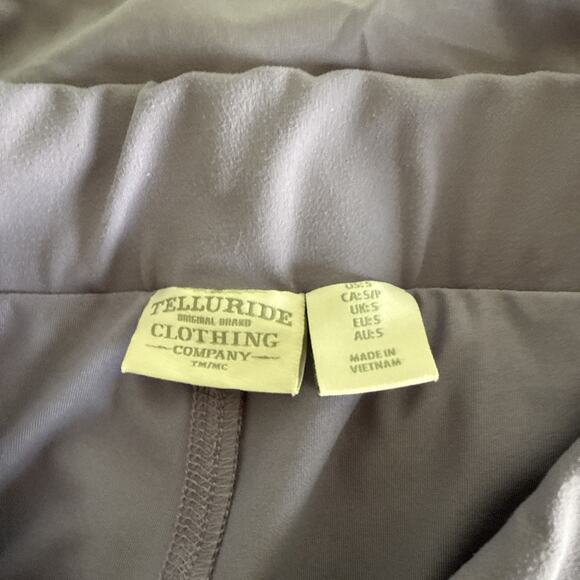 TELLURIDE
ORIGINAL BRAND
CLOTHING
COMPANY
TM/MC
US: S
CA: S/P
UK: S
EU: S
AU: S
MADE IN
VIETNAM